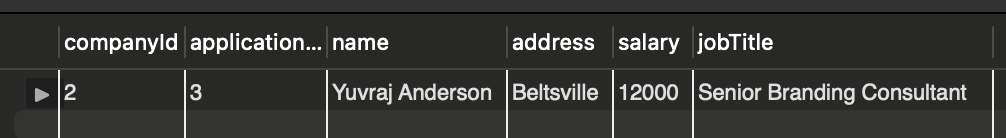 companyId application... name address salary jobTitle
2 3 Yuvraj Anderson Beltsville 12000 Senior Branding Consultant